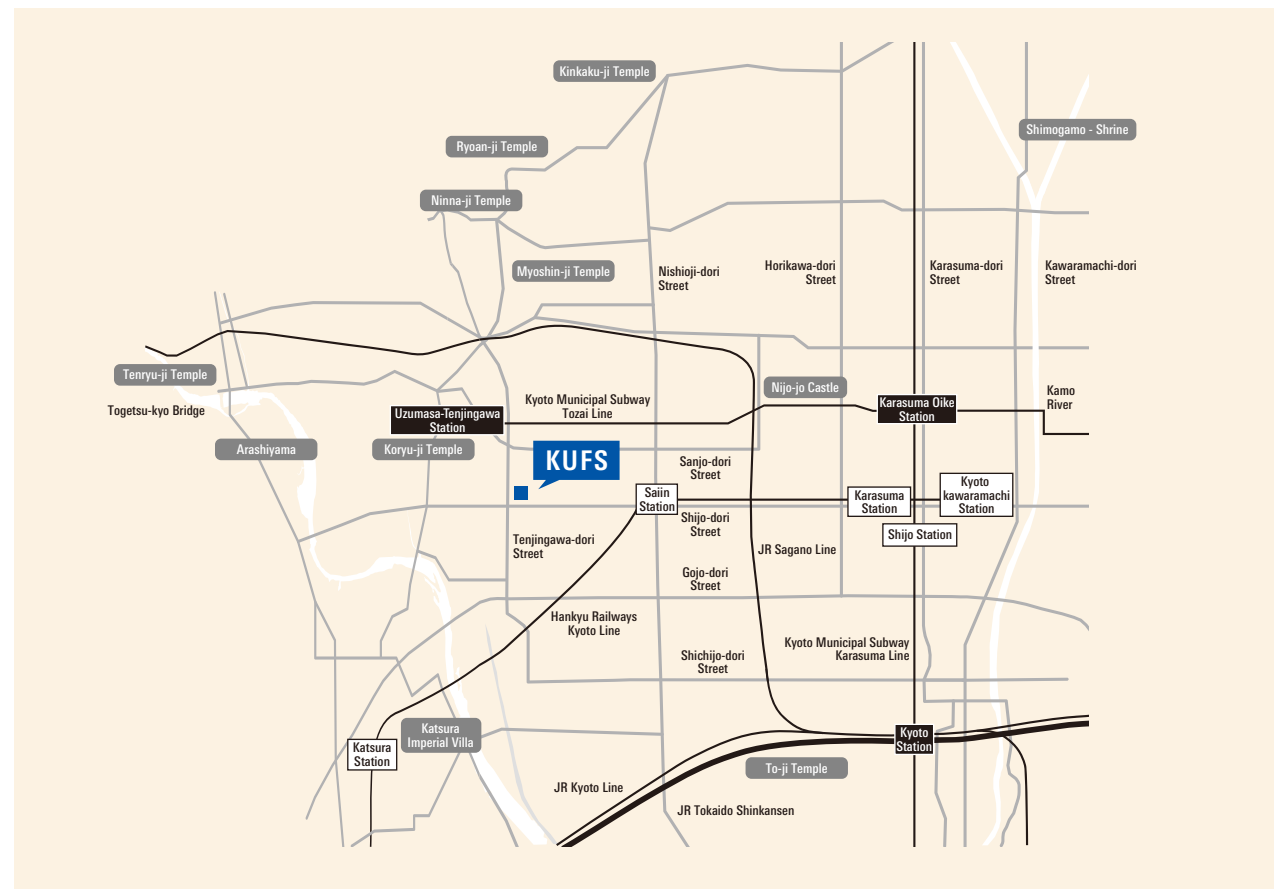 Kinkaku-ji Temple
Shimogamo - Shrine
Ryoan-ji Temple
Ninna-ji Temple
Myoshin-ji Temple
Nishioji-dori
Street
Horikawa-dori
Street
Karasuma-dori
Street
Kawaramachi-dori
Street
Tenryu-ji Temple
Togetsu-kyo Bridge
Uzumasa-Tenjingawa
Station
Kyoto Municipal Subway
Tozai Line
Nijo-jo Castle
Karasuma Oike
Station
Kamo
River
Arashiyama
Koryu-ji Temple
KUFS
Sanjo-dori
Street
Saiin
Station
Karasuma
Station
Kyoto
kawaramachi
Station
Shijo-dori
Street
Shijo Station
Tenjingawa-dori
Street
JR Sagano Line
Gojo-dori
Street
Hankyu Railways
Kyoto Line
Shichijo-dori
Street
Kyoto Municipal Subway
Karasuma Line
Katsura
Imperial Villa
Katsura
Station
Kyoto
Station
To-ji Temple
JR Kyoto Line
JR Tokaido Shinkansen